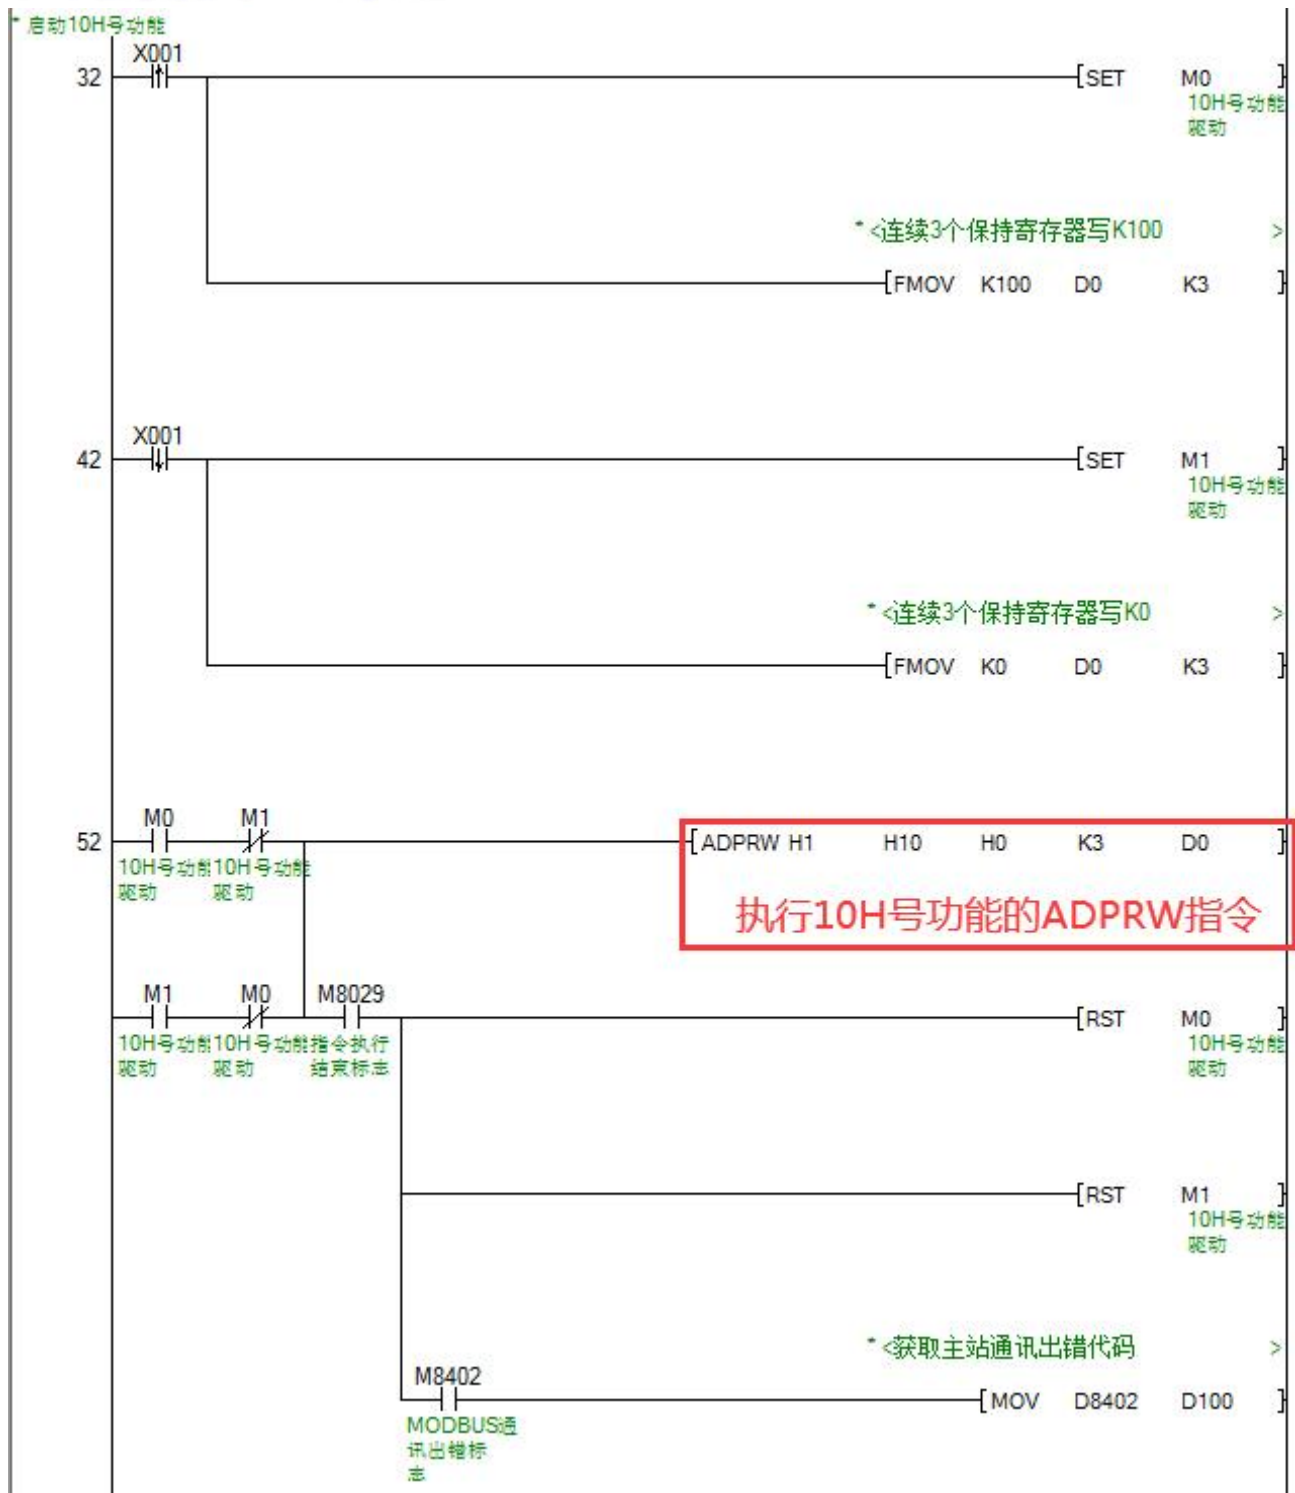 * 启动10H号功能
X001
32
[SET M0 ]
10H号功能
驱动
* <连续3个保持寄存器写K100 >
[FMOV K100 D0 K3 ]
X001
42
[SET M1 ]
10H号功能
驱动
* <连续3个保持寄存器写K0 >
[FMOV K0 D0 K3 ]
M0 M1
52
[ADPRW H1 H10 H0 K3 D0 ]
10H号功能 10H号功能
驱动 驱动
执行10H号功能的ADPRW指令
M1 M0 M8029
[RST M0 ]
10H号功能 10H号功能 指令执行 10H号功能
驱动 驱动 结束标志 驱动
[RST M1 ]
10H号功能
驱动
* <获取主站通讯出错代码 >
M8402
[MOV D8402 D100 ]
MODBUS通
讯出错标
志